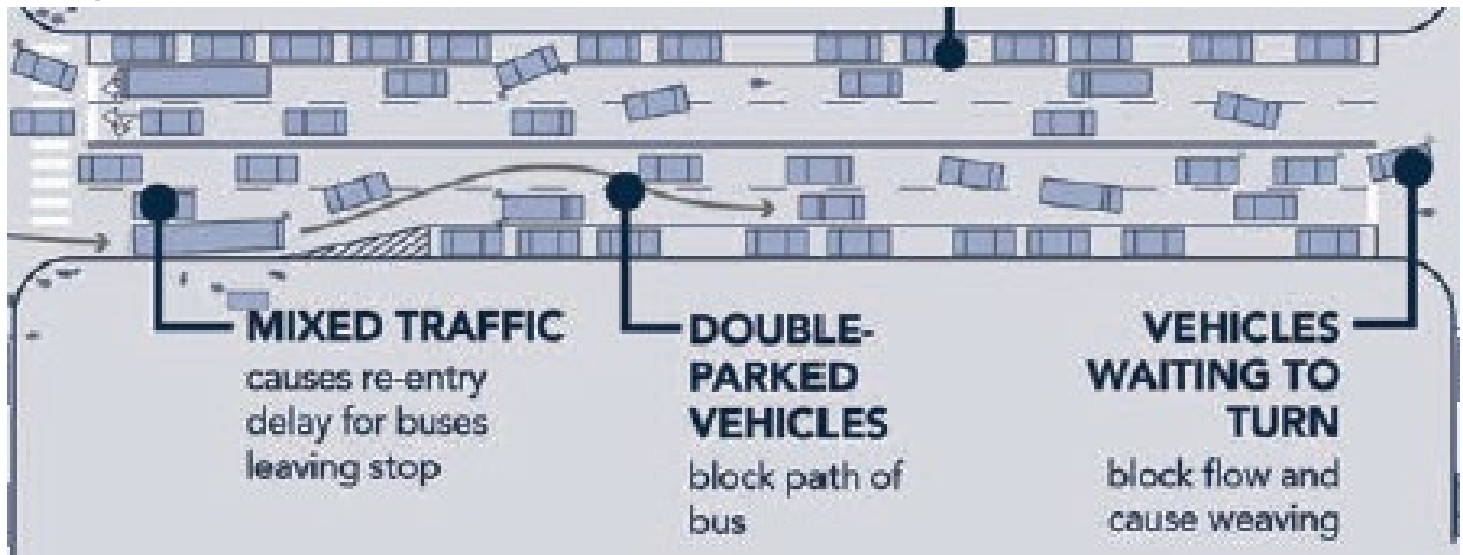 MIXED TRAFFIC
causes re-entry
delay for buses
leaving stop
DOUBLE-
PARKED
VEHICLES
block path of
bus
VEHICLES
WAITING TO
TURN
block flow and
cause weaving